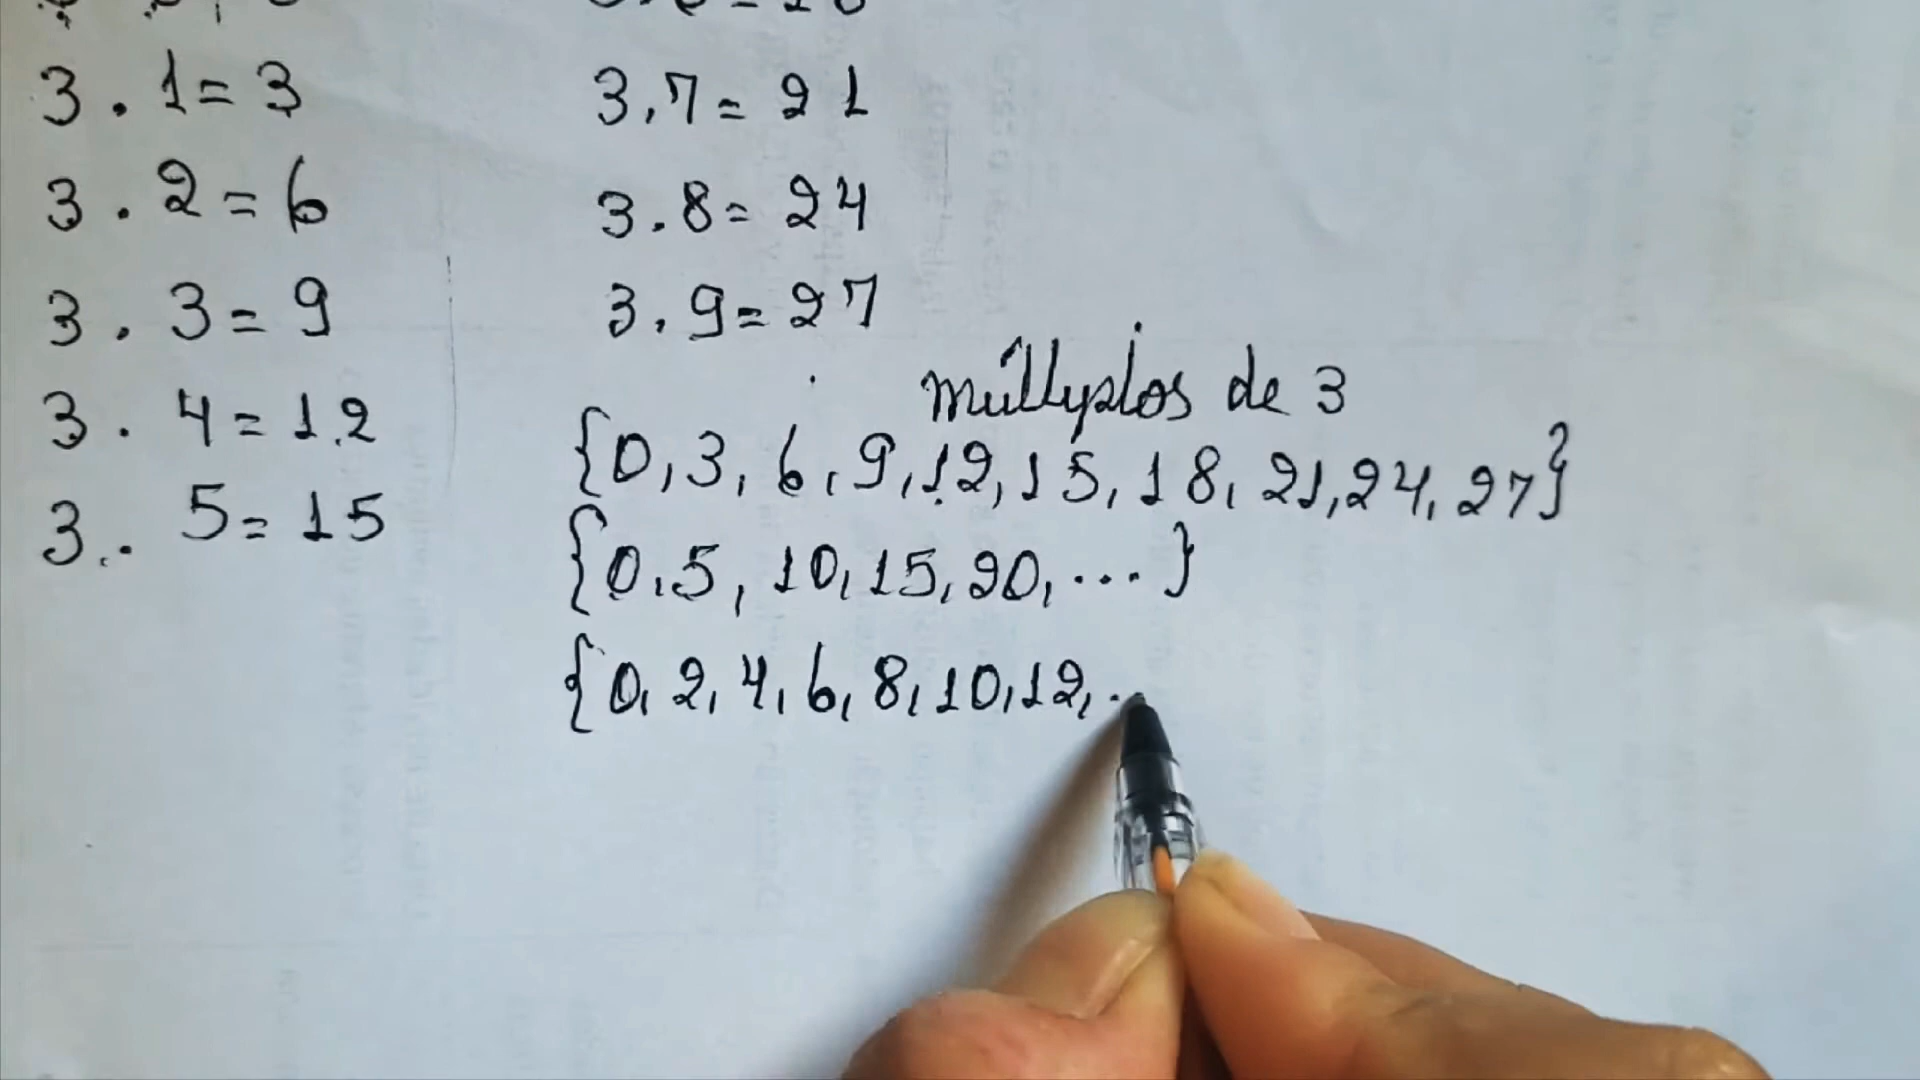 3 . 1 = 3
3 . 2 = 6
3 . 3 = 9
3 . 4 = 12
3 . 5 = 15
3 . 7 = 21
3 . 8 = 24
3 . 9 = 27
múltiplos de 3
{0, 3, 6, 9, 12, 15, 18, 21, 24, 27}
{0, 5, 10, 15, 20, ...}
{0, 2, 4, 6, 8, 10, 12, .